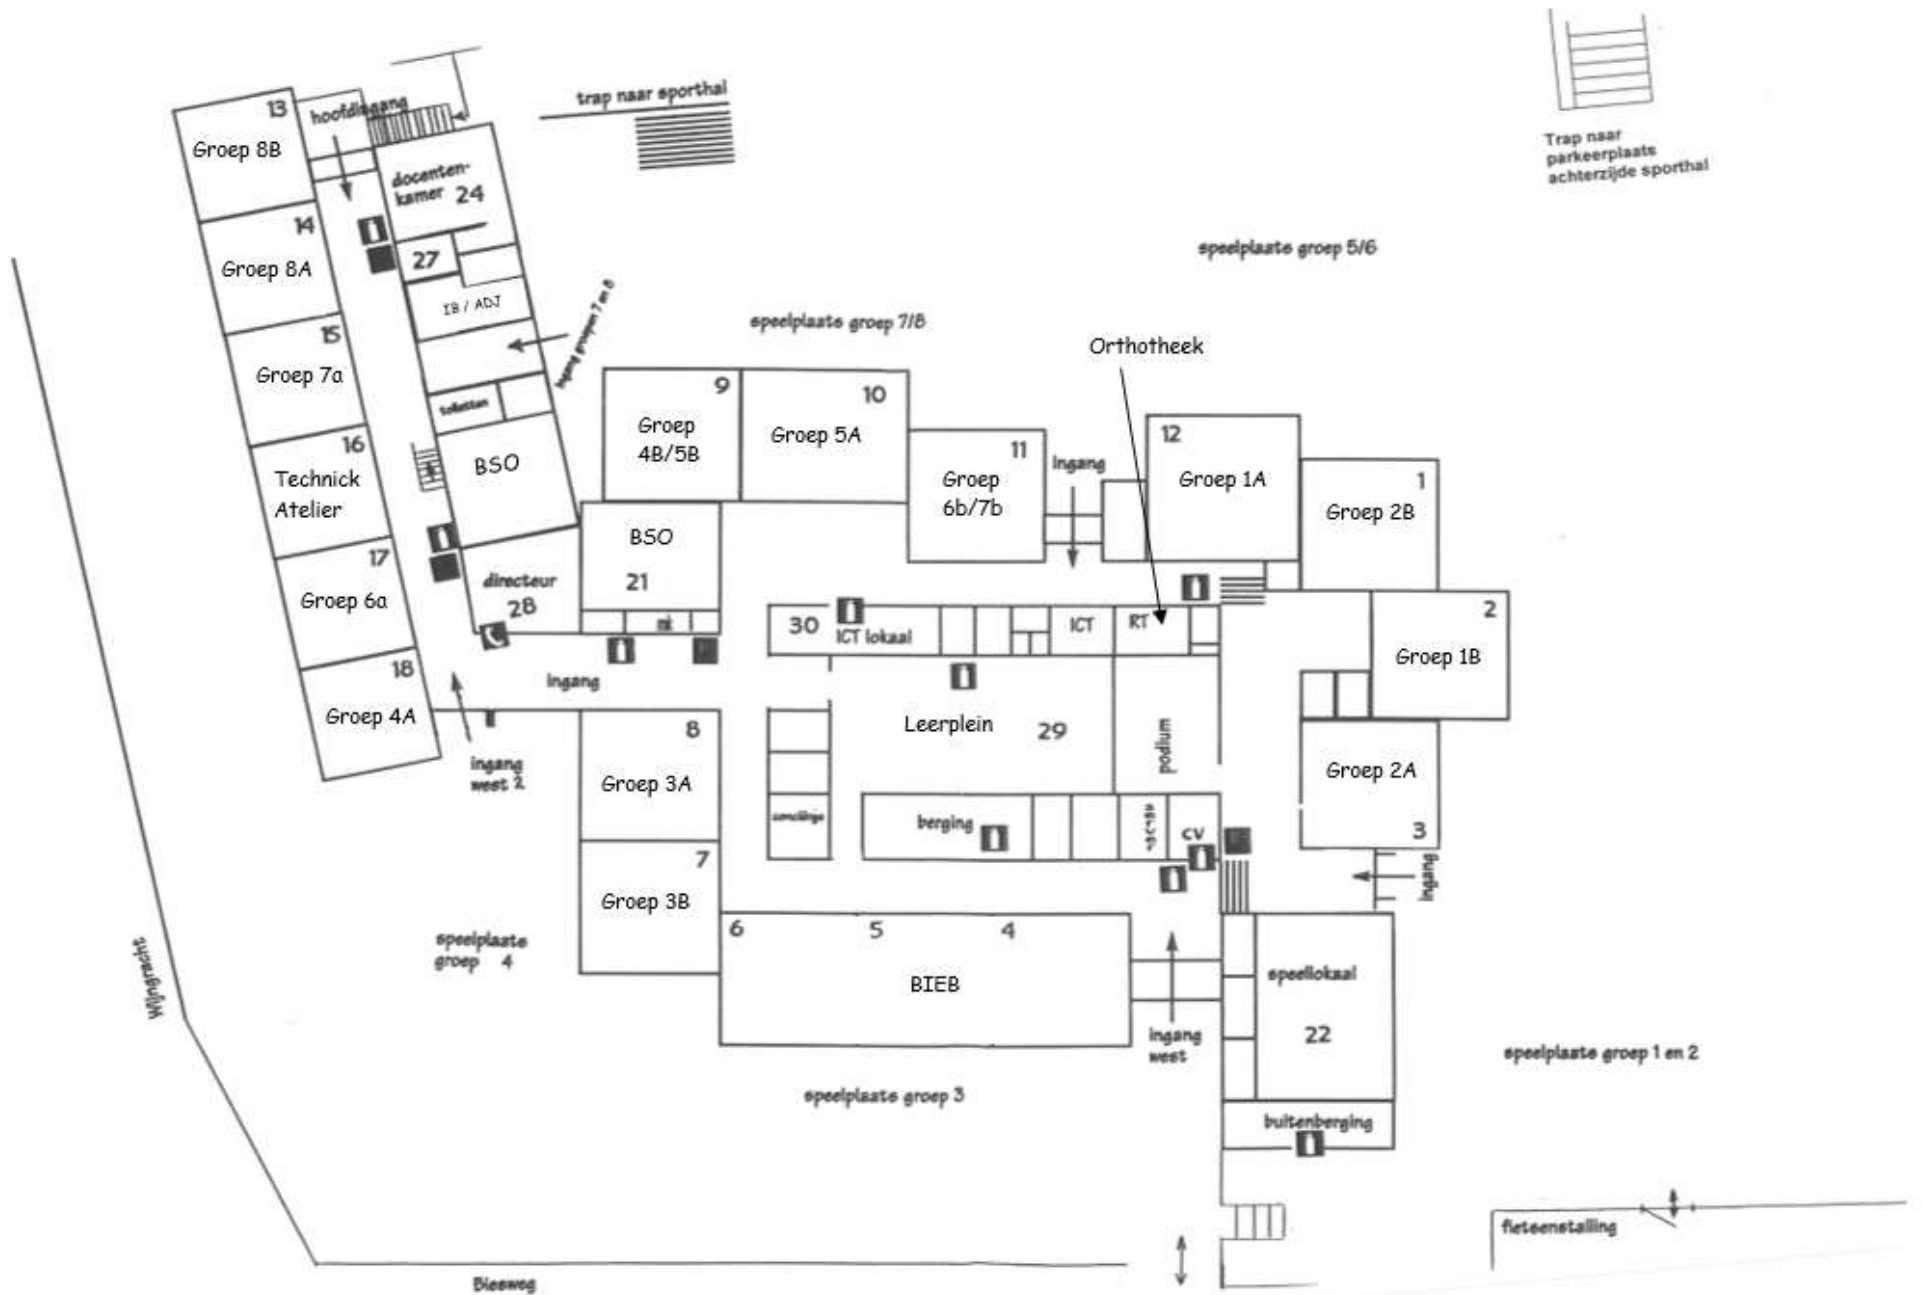 hoofdingang
trap naar sporthal
Trap naar
parkeerplaats
achterzijde sporthal
13
Groep 8B
docenten-
kamer 24
14
Groep 8A
27
IB / ADJ
speelplaats groep 5/6
ingang groepen 7 en 8
speelplaats groep 7/8
15
Groep 7a
Orthotheek
toiletten
16
Technick
Atelier
BSO
9
Groep
4B/5B
10
Groep 5A
11
Groep
6b/7b
ingang
12
Groep 1A
1
Groep 2B
BSO
21
17
Groep 6a
directeur
28
30
ICT lokaal
ICT
RT
2
Groep 1B
18
Groep 4A
ingang
ingang
west 2
8
Groep 3A
Leerplein
29
podium
Groep 2A
3
conciërge
berging
CV
ingang
7
Groep 3B
6
5
4
BIEB
speelplaats
groep 4
Wijngracht
speellokaal
22
ingang
west
speelplaats groep 1 en 2
speelplaats groep 3
buitenberging
fietsenstalling
Biesweg